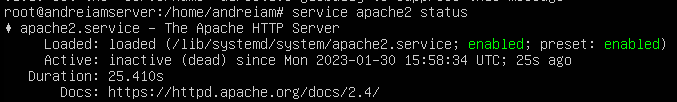 root@andreiamserver:/home/andreiam# service apache2 status
♦ apache2.service – The Apache HTTP Server
Loaded: loaded (/lib/systemd/system/apache2.service; enabled; preset: enabled)
Active: inactive (dead) since Mon 2023-01-30 15:58:34 UTC; 25s ago
Duration: 25.410s
Docs: https://httpd.apache.org/docs/2.4/